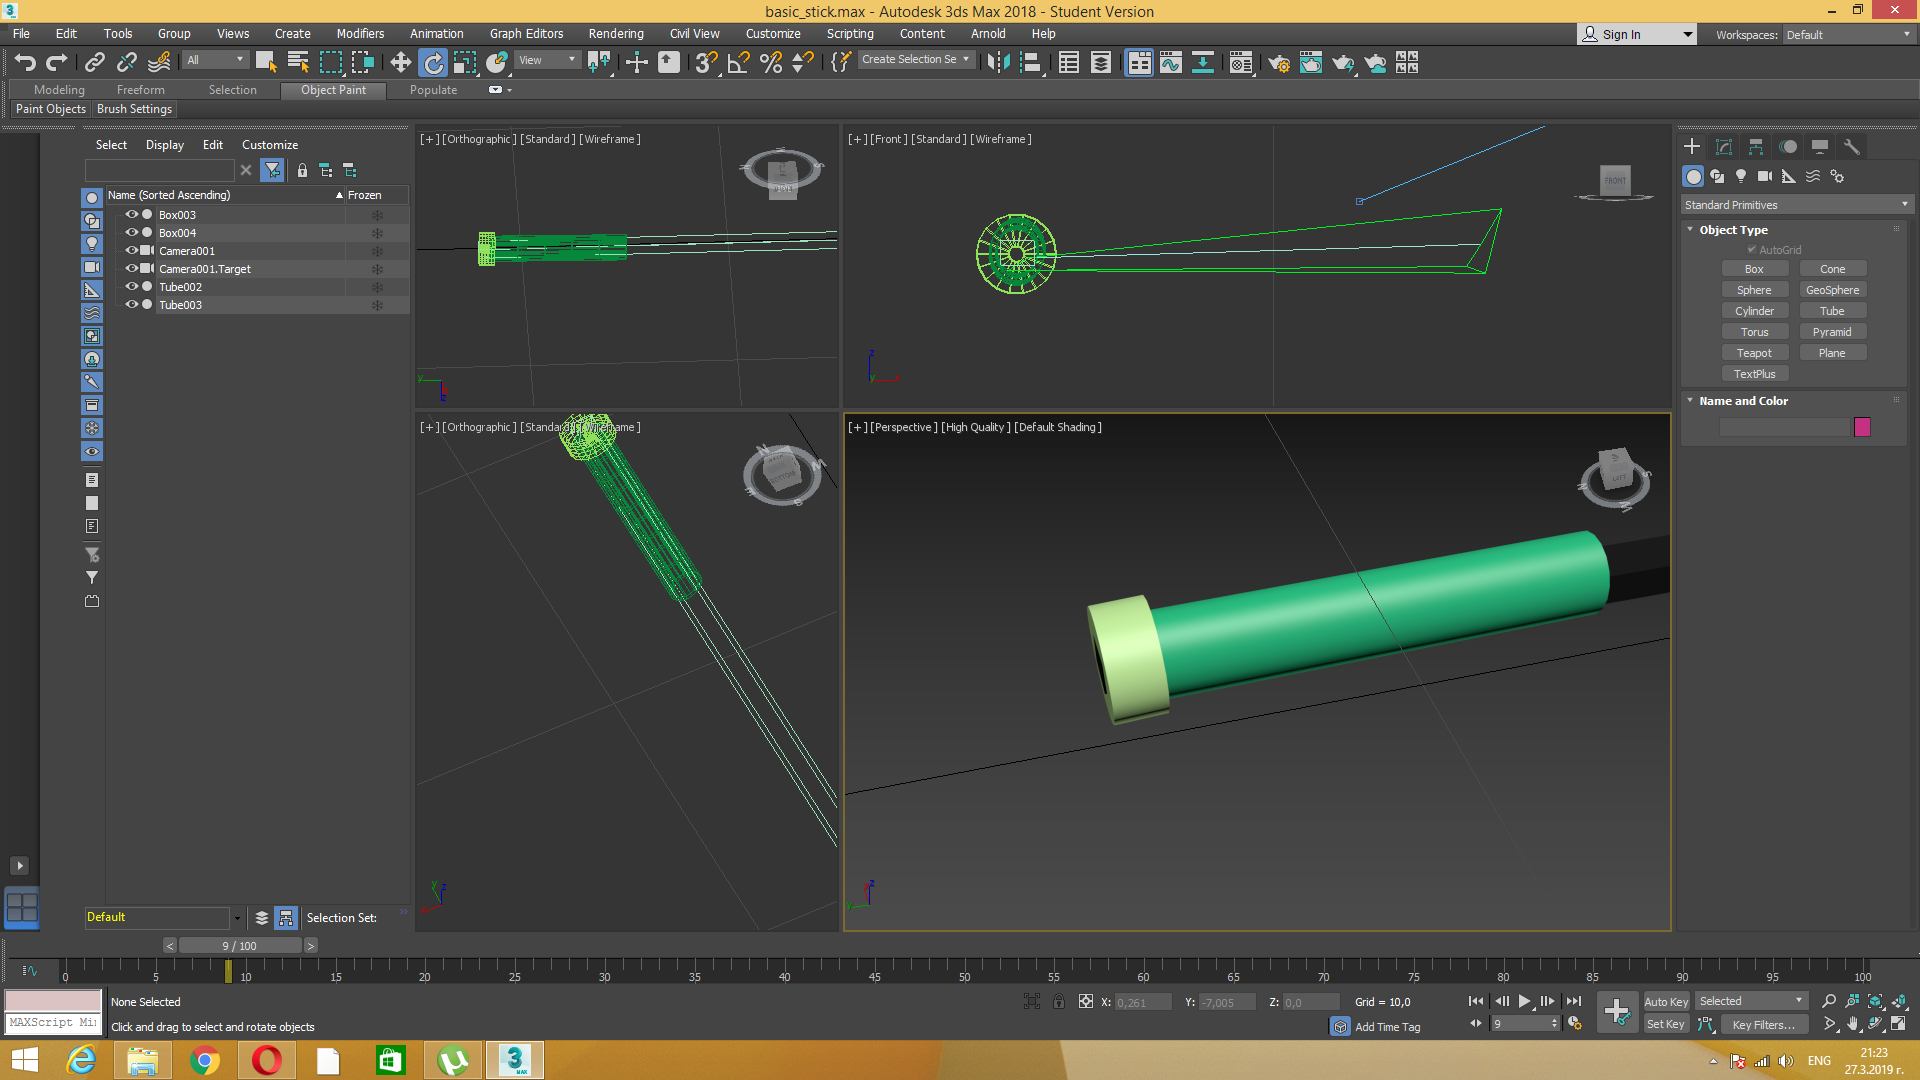 basic_stick.max - Autodesk 3ds Max 2018 - Student Version
File Edit Tools Group Views Create Modifiers Animation Graph Editors Rendering Civil View Customize Scripting Content Arnold Help
Sign In Workspaces: Default
All View Create Selection Se
Modeling Freeform Selection Object Paint Populate
Paint Objects Brush Settings
Select Display Edit Customize
Name (Sorted Ascending) Frozen
Box003
Box004
Camera001
Camera001.Target
Tube002
Tube003
Default Selection Set:
[+] [Orthographic] [Standard] [Wireframe]
[+] [Front] [Standard] [Wireframe]
FRONT
[+] [Orthographic] [Standard] [Wireframe]
BOTTOM
[+] [Perspective] [High Quality] [Default Shading]
LEFT
Standard Primitives
Object Type
AutoGrid
Box Cone
Sphere GeoSphere
Cylinder Tube
Torus Pyramid
Teapot Plane
TextPlus
Name and Color
< 9 / 100 >
0 5 10 15 20 25 30 35 40 45 50 55 60 65 70 75 80 85 90 95 100
None Selected
X: 0,261 Y: -7,005 Z: 0,0 Grid = 10,0
Auto Key Selected
MAXScript Mi
Click and drag to select and rotate objects
Add Time Tag
9
Set Key Key Filters...
ENG
21:23
27.3.2019 г.